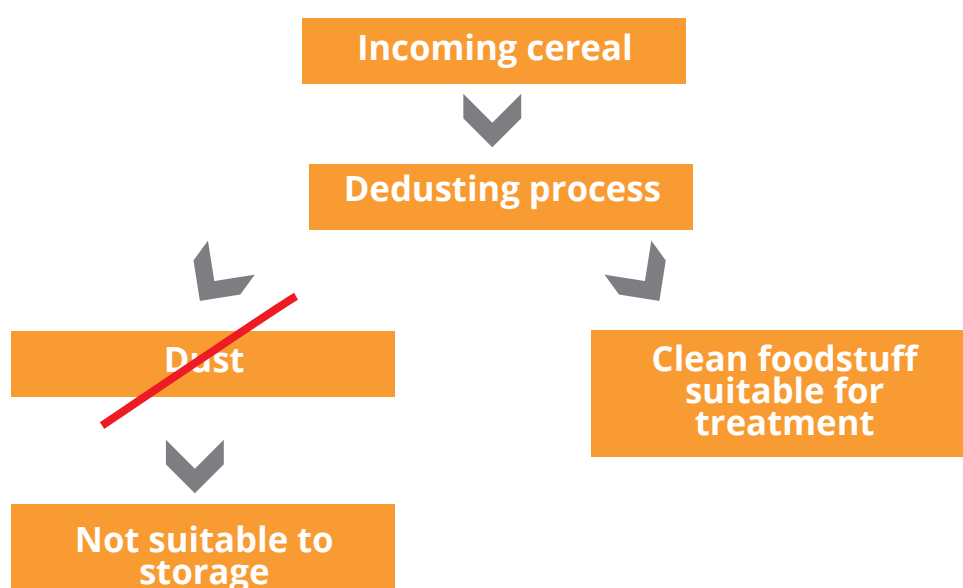 Incoming cereal
Dedusting process
Dust
Clean foodstuff
suitable for
treatment
Not suitable to
storage